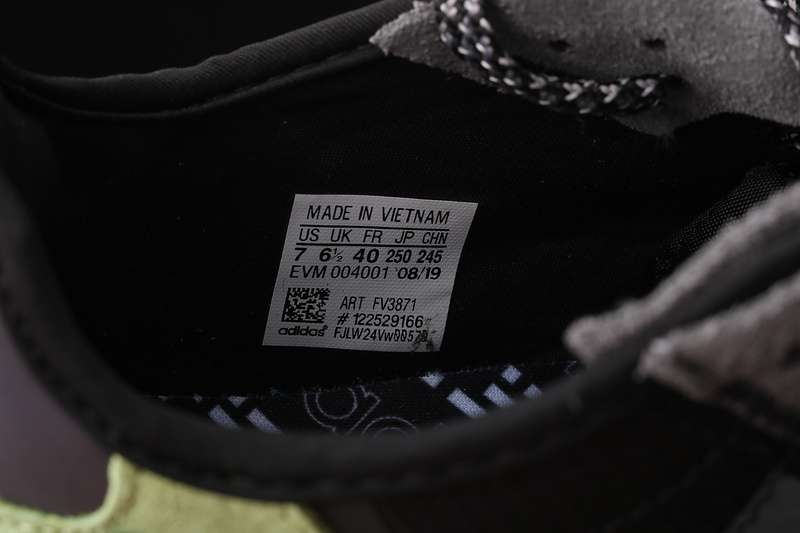 MADE IN VIETNAM
US UK FR JP CHN
7 6½ 40 250 245
EVM 004001 08/19
ART FV3871
# 122529166
adidas